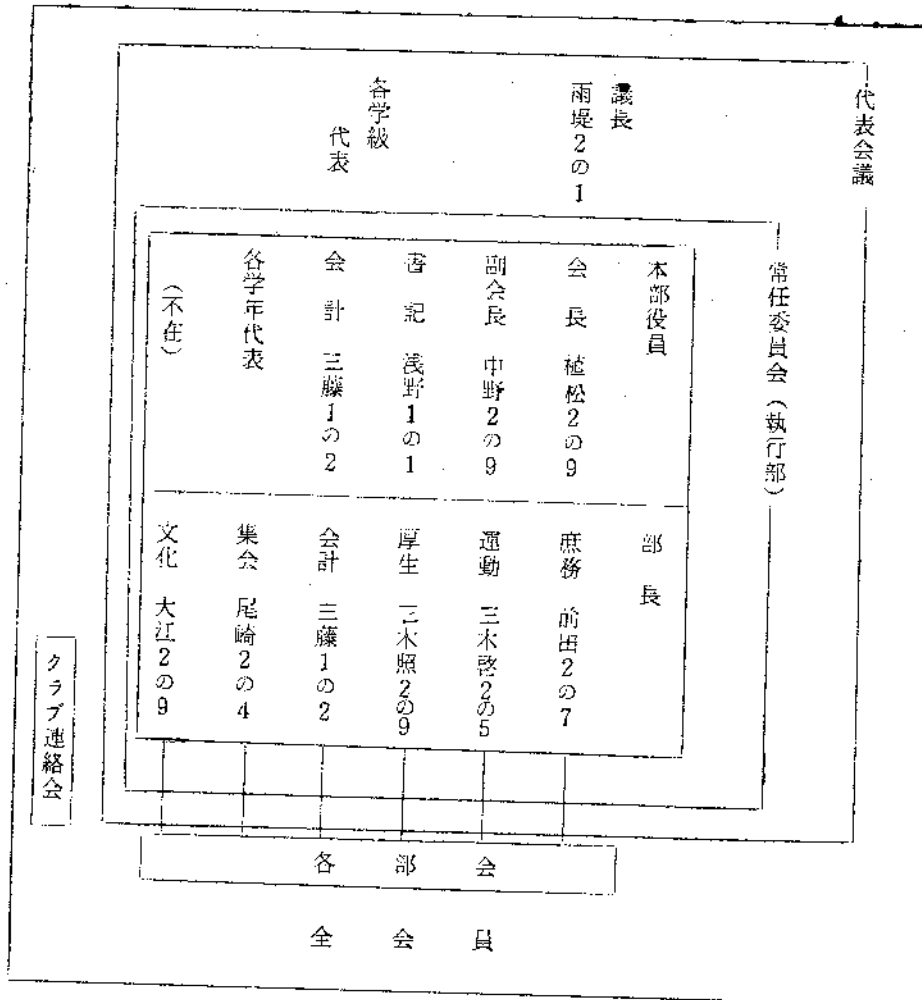 代表会議
議長
雨堤2の1
各学級
代表
常任委員会（執行部）
本部役員
会長 植松2の9
副会長 中野2の9
書記 浅野1の1
会計 三藤1の2
各学年代表
（不在）
部長
庶務 前田2の7
運動 三木啓2の5
厚生 三木照2の9
会計 三藤1の2
集会 尾崎2の4
文化 大江2の9
クラブ連絡会
各部会
全会員